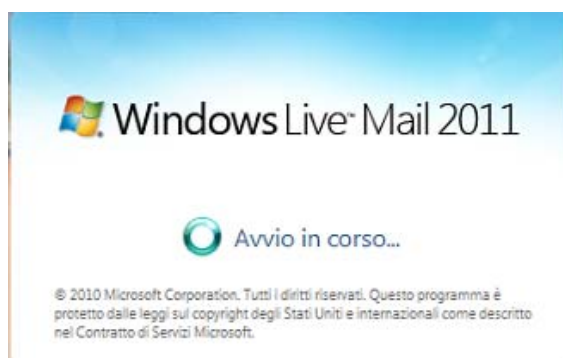 Windows Live™ Mail 2011
Avvio in corso...
© 2010 Microsoft Corporation. Tutti i diritti riservati. Questo programma è
protetto dalle leggi sul copyright degli Stati Uniti e internazionali come descritto
nel Contratto di Servizi Microsoft.